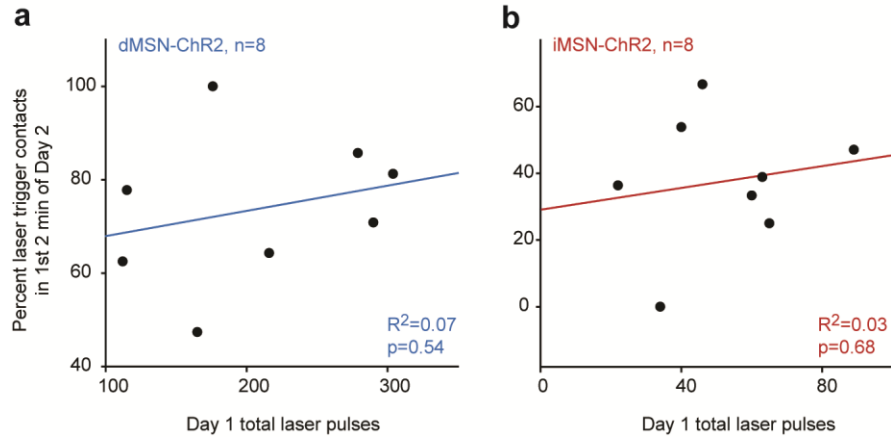 a
dMSN-ChR2, n=8
Percent laser trigger contacts
in 1st 2 min of Day 2
100
80
60
40
R²=0.07
p=0.54
100
200
300
Day 1 total laser pulses
b
iMSN-ChR2, n=8
60
40
20
0
R²=0.03
p=0.68
0
40
80
Day 1 total laser pulses